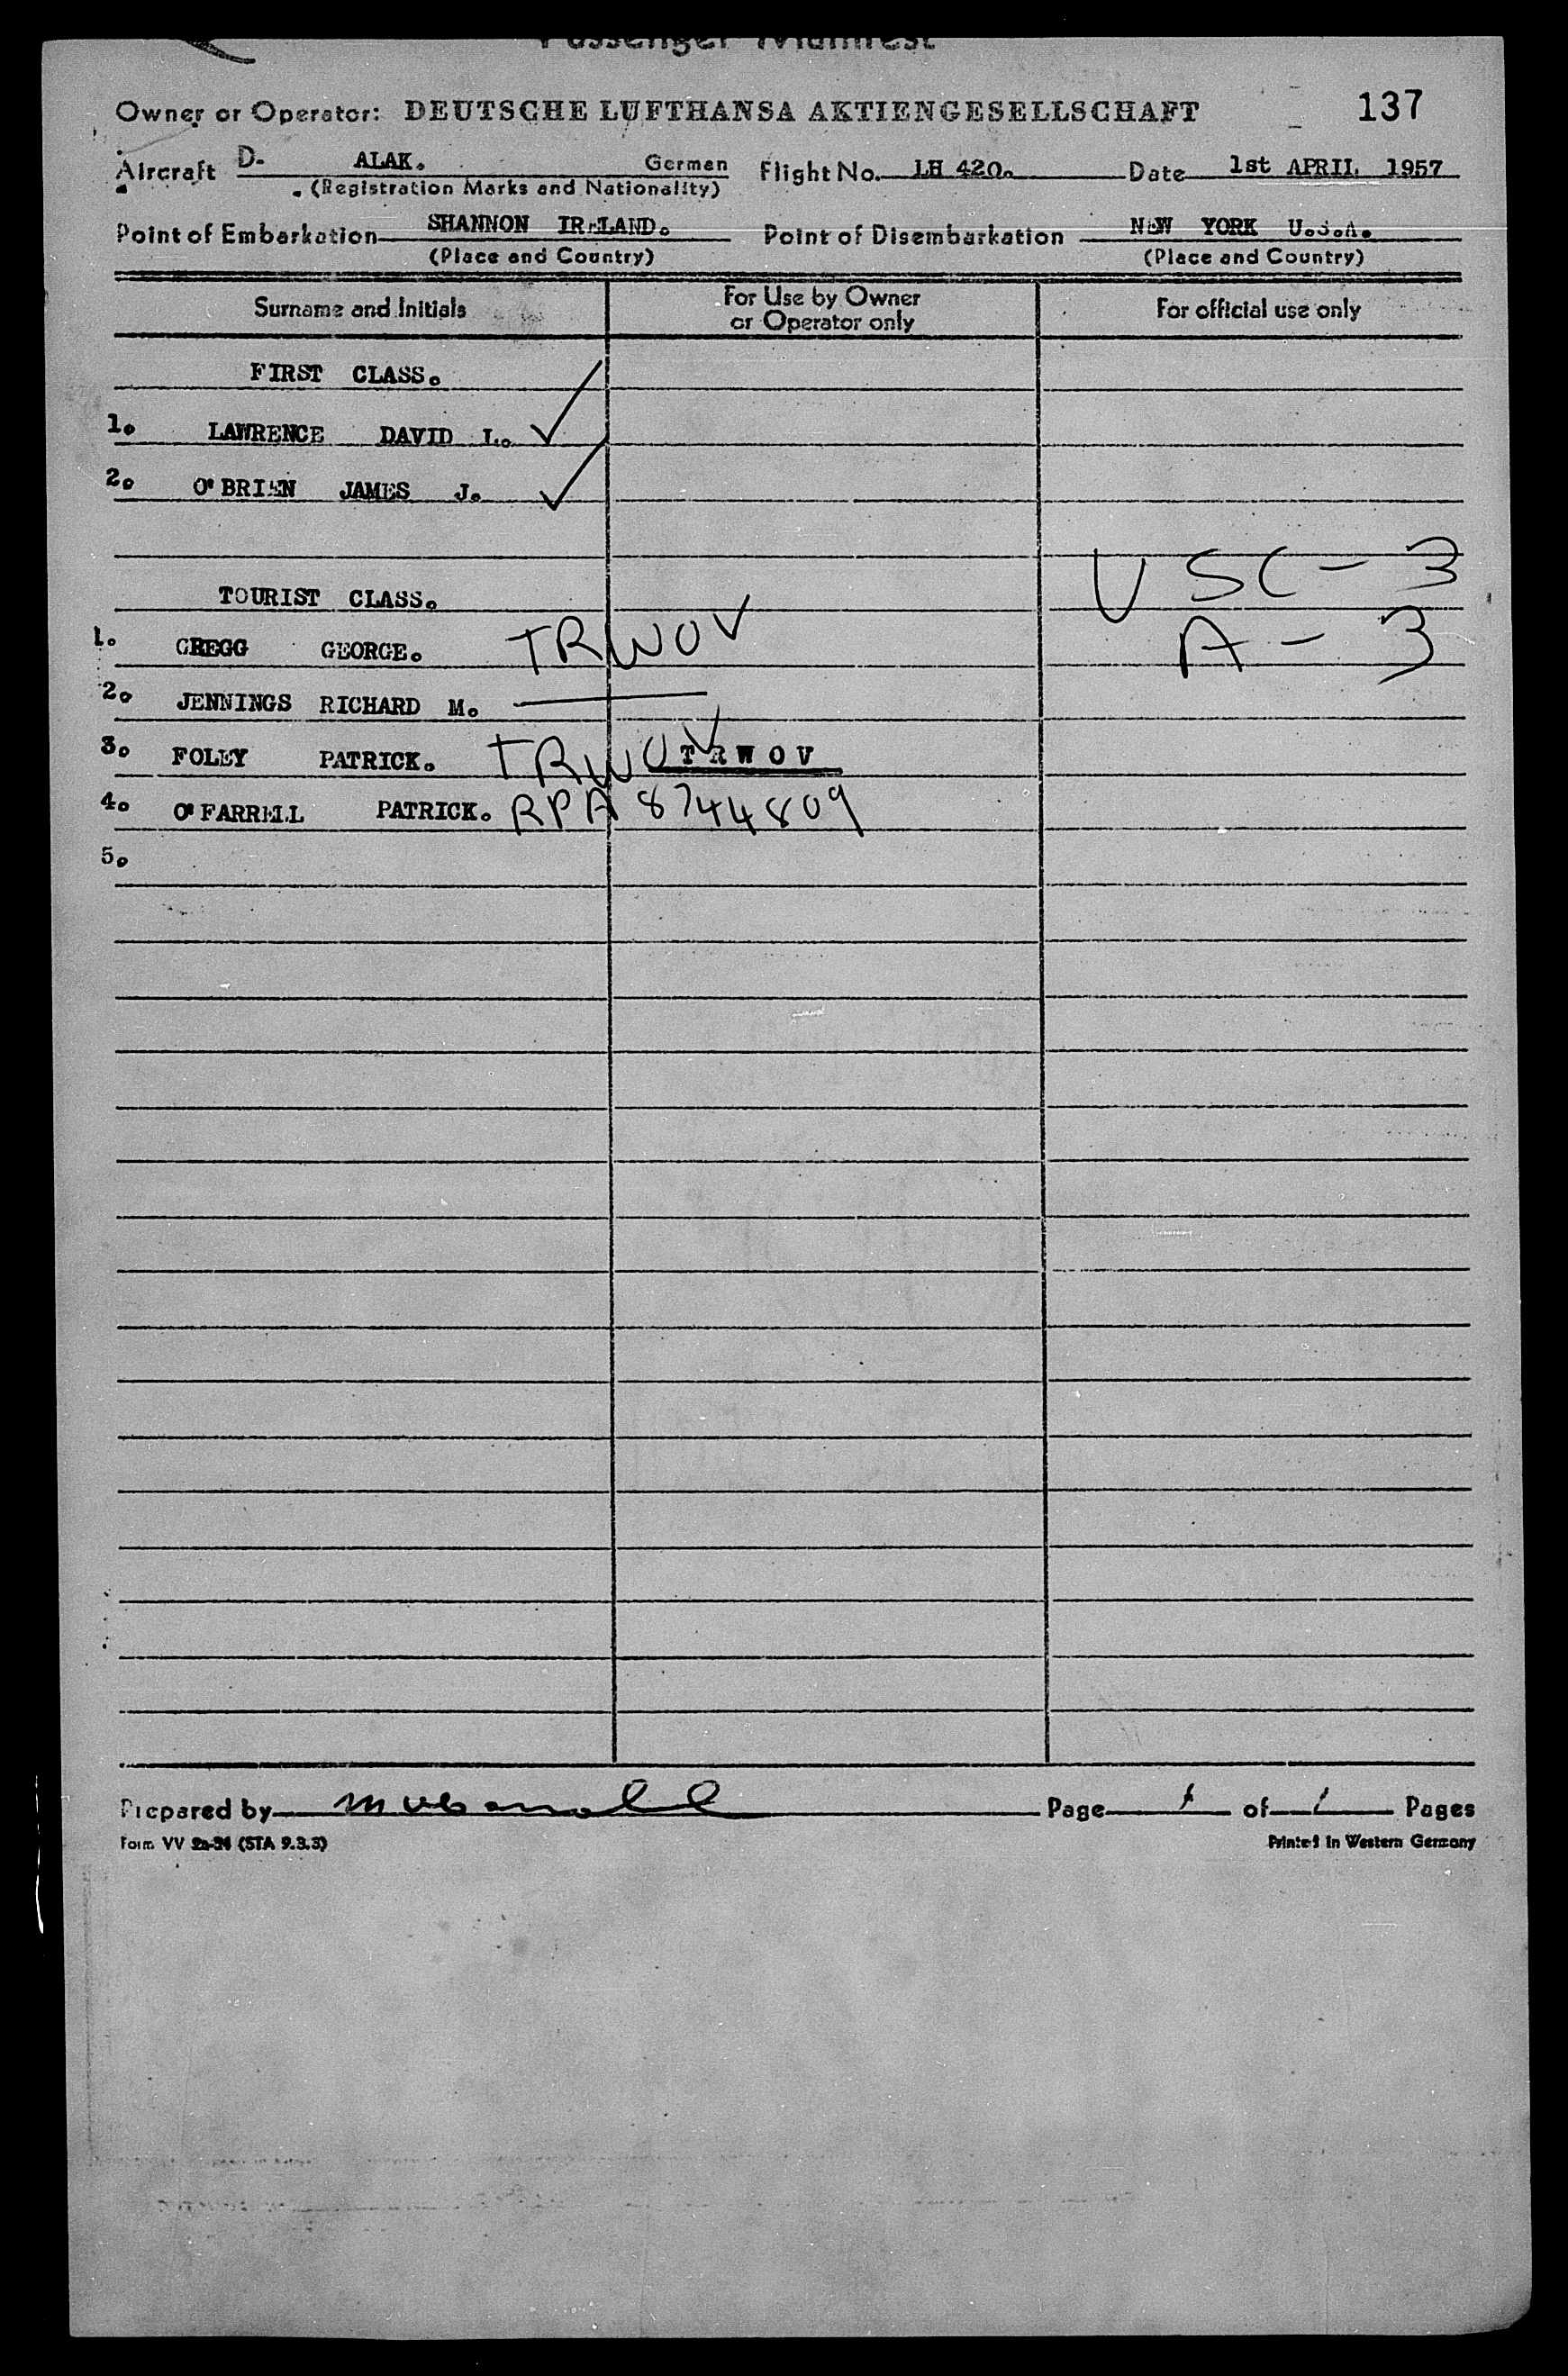 Passenger Manifest
Owner or Operator: DEUTSCHE LUFTHANSA AKTIENGESELLSCHAFT 137
Aircraft D- ALAK. German Flight No. LH 420. Date 1st APRIL 1957
(Registration Marks and Nationality)
Point of Embarkation SHANNON IRELAND. Point of Disembarkation NEW YORK U.S.A.
(Place and Country) (Place and Country)
Surname and Initials For Use by Owner or Operator only For official use only
FIRST CLASS.
1. LAWRENCE DAVID L. ✓
2. O'BRIEN JAMES J. ✓
USC - 3
TOURIST CLASS.
1. GREGG GEORGE. TRWOV A - 3
2. JENNINGS RICHARD M. —
3. FOLEY PATRICK. TRWOV TRWOV
4. O'FARRELL PATRICK. RPA 8744809
5.
Prepared by Page 1 of 1 Pages
Form VV 2a-34 (STA 9.3.3) Printed in Western Germany